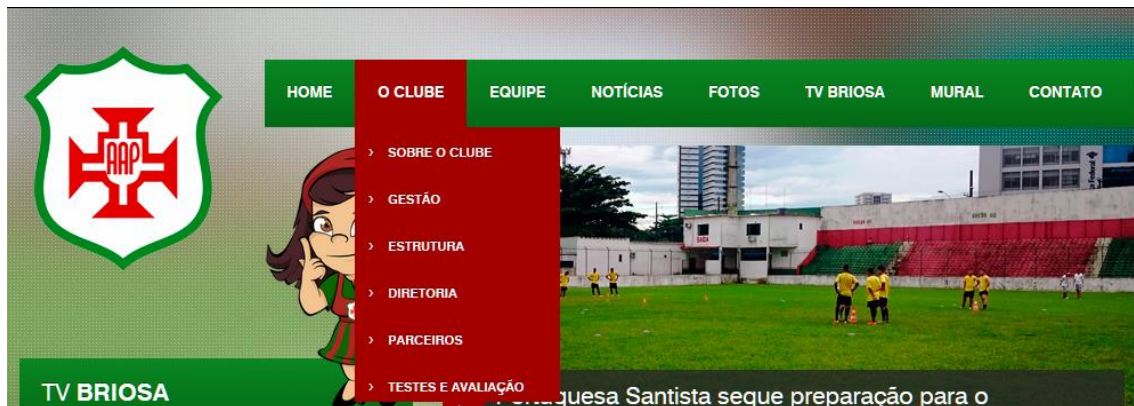 AAP
HOME O CLUBE EQUIPE NOTÍCIAS FOTOS TV BRIOSA MURAL CONTATO
› SOBRE O CLUBE
› GESTÃO
› ESTRUTURA
› DIRETORIA
› PARCEIROS
› TESTES E AVALIAÇÃO
TV BRIOSA
Portuguesa Santista segue preparação para o